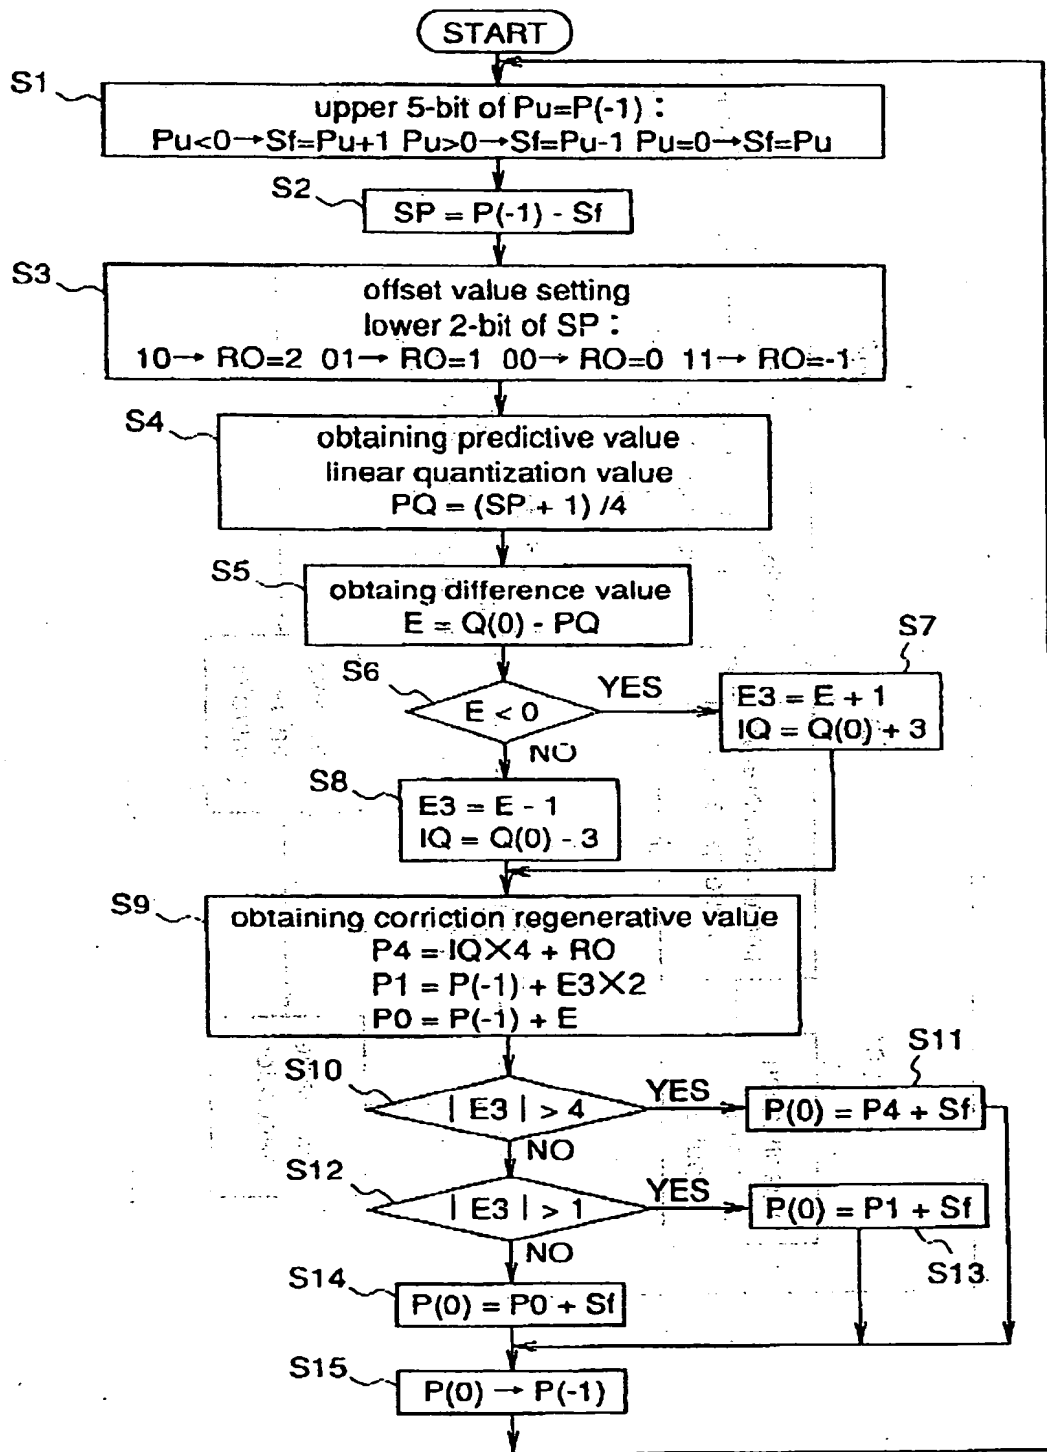 START
S1
upper 5-bit of Pu=P(-1) :
Pu<0→Sf=Pu+1 Pu>0→Sf=Pu-1 Pu=0→Sf=Pu
S2
SP = P(-1) - Sf
S3
offset value setting
lower 2-bit of SP :
10→ RO=2 01→ RO=1 00→ RO=0 11→ RO=-1
S4
obtaining predictive value
linear quantization value
PQ = (SP + 1) /4
S5
obtaing difference value
E = Q(0) - PQ
S6
E < 0
YES
NO
S7
E3 = E + 1
IQ = Q(0) + 3
S8
E3 = E - 1
IQ = Q(0) - 3
S9
obtaining corriction regenerative value
P4 = IQ×4 + RO
P1 = P(-1) + E3×2
P0 = P(-1) + E
S10
| E3 | > 4
YES
NO
S11
P(0) = P4 + Sf
S12
| E3 | > 1
YES
NO
P(0) = P1 + Sf
S13
S14
P(0) = P0 + Sf
S15
P(0) → P(-1)